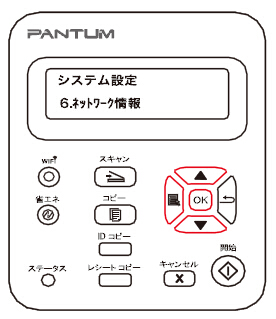 PANTUM
システム設定
6.ﾈｯﾄﾜｰｸ情報
WiFi
スキャン
省エネ
コピー
OK
IDコピー
開始
ステータス
レシートコピー
キャンセル